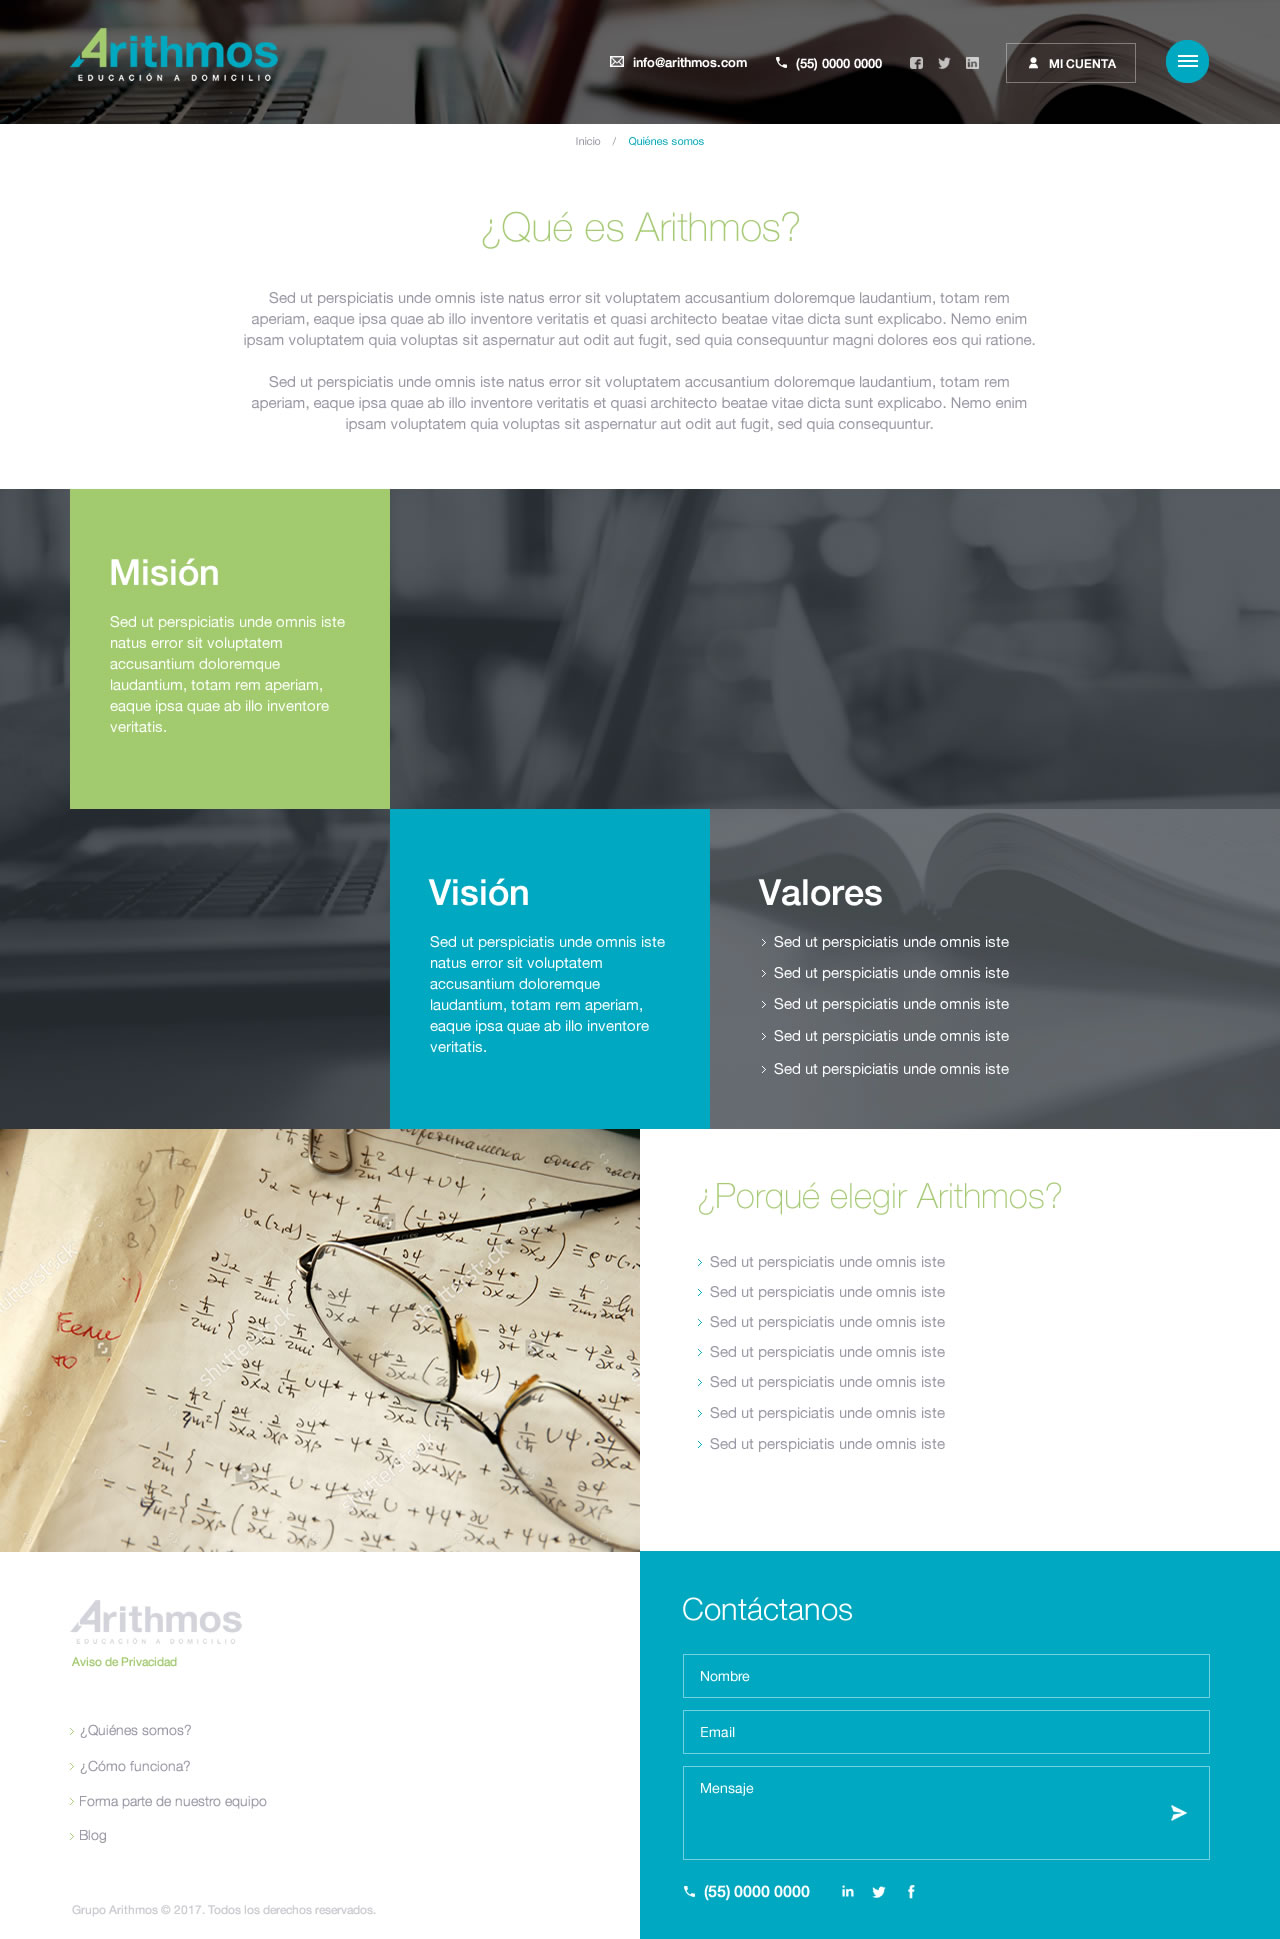 Arithmos
EDUCACIÓN A DOMICILIO
info@arithmos.com
(55) 0000 0000
MI CUENTA
Inicio / Quiénes somos
¿Qué es Arithmos?
Sed ut perspiciatis unde omnis iste natus error sit voluptatem accusantium doloremque laudantium, totam rem
aperiam, eaque ipsa quae ab illo inventore veritatis et quasi architecto beatae vitae dicta sunt explicabo. Nemo enim
ipsam voluptatem quia voluptas sit aspernatur aut odit aut fugit, sed quia consequuntur magni dolores eos qui ratione.
Sed ut perspiciatis unde omnis iste natus error sit voluptatem accusantium doloremque laudantium, totam rem
aperiam, eaque ipsa quae ab illo inventore veritatis et quasi architecto beatae vitae dicta sunt explicabo. Nemo enim
ipsam voluptatem quia voluptas sit aspernatur aut odit aut fugit, sed quia consequuntur.
Misión
Sed ut perspiciatis unde omnis iste
natus error sit voluptatem
accusantium doloremque
laudantium, totam rem aperiam,
eaque ipsa quae ab illo inventore
veritatis.
Visión
Sed ut perspiciatis unde omnis iste
natus error sit voluptatem
accusantium doloremque
laudantium, totam rem aperiam,
eaque ipsa quae ab illo inventore
veritatis.
Valores
Sed ut perspiciatis unde omnis iste
Sed ut perspiciatis unde omnis iste
Sed ut perspiciatis unde omnis iste
Sed ut perspiciatis unde omnis iste
Sed ut perspiciatis unde omnis iste
shutterstock
shutterstock
shutterstock
shutterstock
¿Porqué elegir Arithmos?
Sed ut perspiciatis unde omnis iste
Sed ut perspiciatis unde omnis iste
Sed ut perspiciatis unde omnis iste
Sed ut perspiciatis unde omnis iste
Sed ut perspiciatis unde omnis iste
Sed ut perspiciatis unde omnis iste
Sed ut perspiciatis unde omnis iste
Arithmos
EDUCACIÓN A DOMICILIO
Aviso de Privacidad
¿Quiénes somos?
¿Cómo funciona?
Forma parte de nuestro equipo
Blog
Grupo Arithmos © 2017. Todos los derechos reservados.
Contáctanos
Nombre
Email
Mensaje
(55) 0000 0000